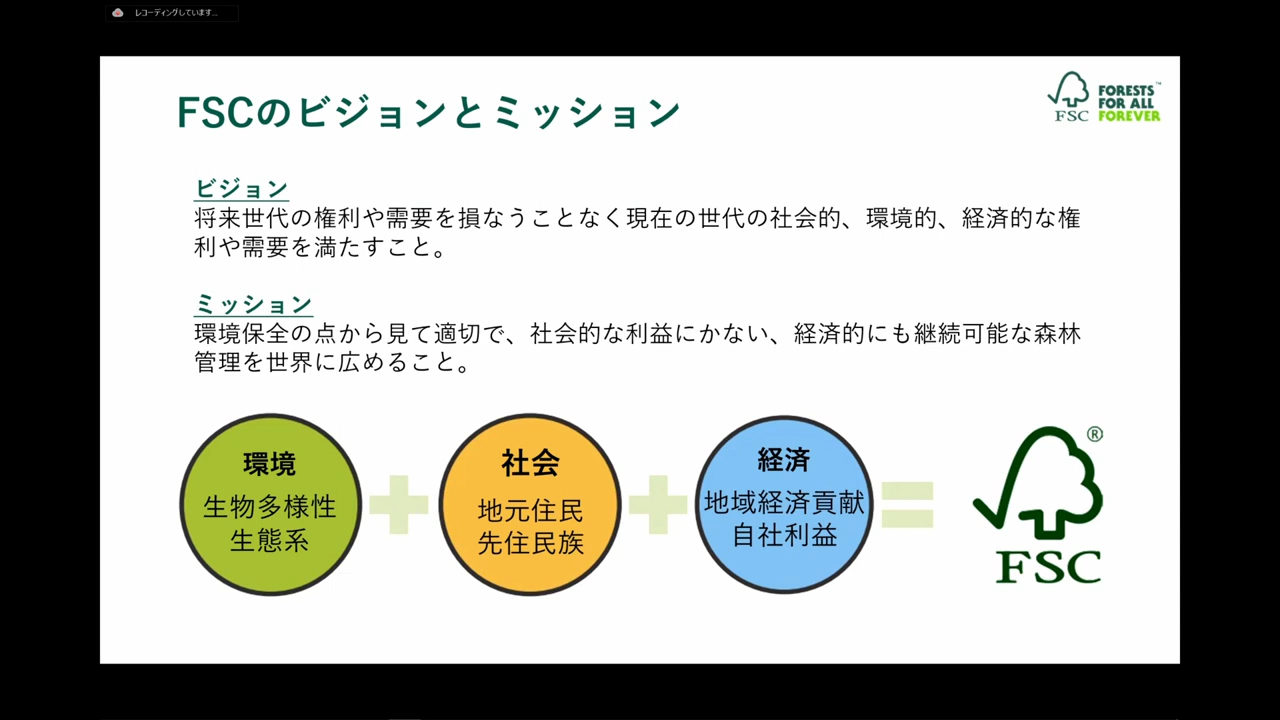 レコーディングしています...
FSCのビジョンとミッション
FSC
FORESTS™
FOR ALL
FOREVER
ビジョン
将来世代の権利や需要を損なうことなく現在の世代の社会的、環境的、経済的な権
利や需要を満たすこと。
ミッション
環境保全の点から見て適切で、社会的な利益にかない、経済的にも継続可能な森林
管理を世界に広めること。
環境
生物多様性
生態系
+
社会
地元住民
先住民族
+
経済
地域経済貢献
自社利益
=
®
FSC